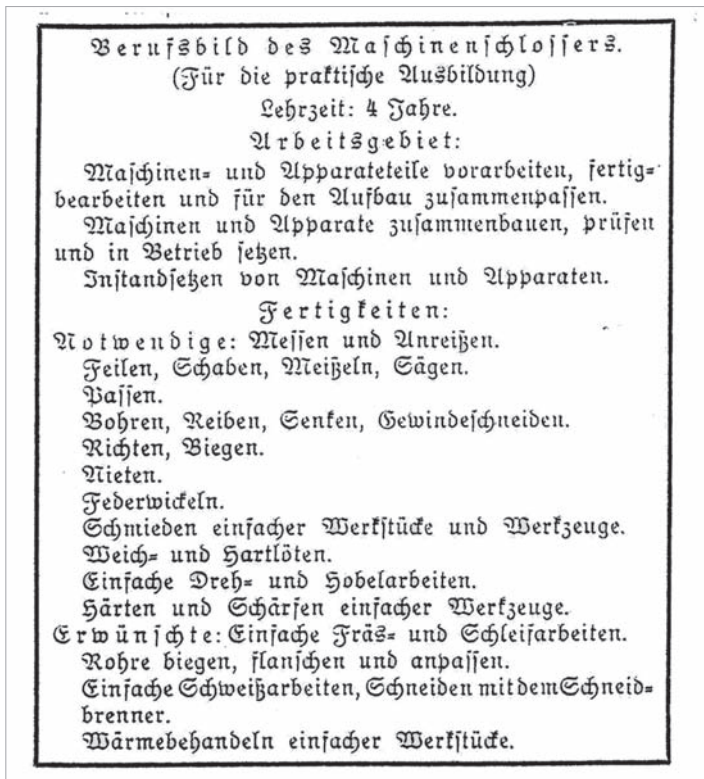 Berufsbild des Maschinenschlossers.
(Für die praktische Ausbildung)
Lehrzeit: 4 Jahre.
Arbeitsgebiet:
Maschinen- und Apparateteile vorarbeiten, fertig-
bearbeiten und für den Aufbau zusammenpassen.
Maschinen und Apparate zusammenbauen, prüfen
und in Betrieb setzen.
Instandsetzen von Maschinen und Apparaten.
Fertigkeiten:
Notwendige: Messen und Anreißen.
Feilen, Schaben, Meißeln, Sägen.
Passen.
Bohren, Reiben, Senken, Gewindeschneiden.
Richten, Biegen.
Nieten.
Federwickeln.
Schmieden einfacher Werkstücke und Werkzeuge.
Weich- und Hartlöten.
Einfache Dreh- und Hobelarbeiten.
Härten und Schärfen einfacher Werkzeuge.
Erwünschte: Einfache Fräs- und Schleifarbeiten.
Rohre biegen, flanschen und anpassen.
Einfache Schweißarbeiten, Schneiden mit dem Schneid-
brenner.
Wärmebehandeln einfacher Werkstücke.